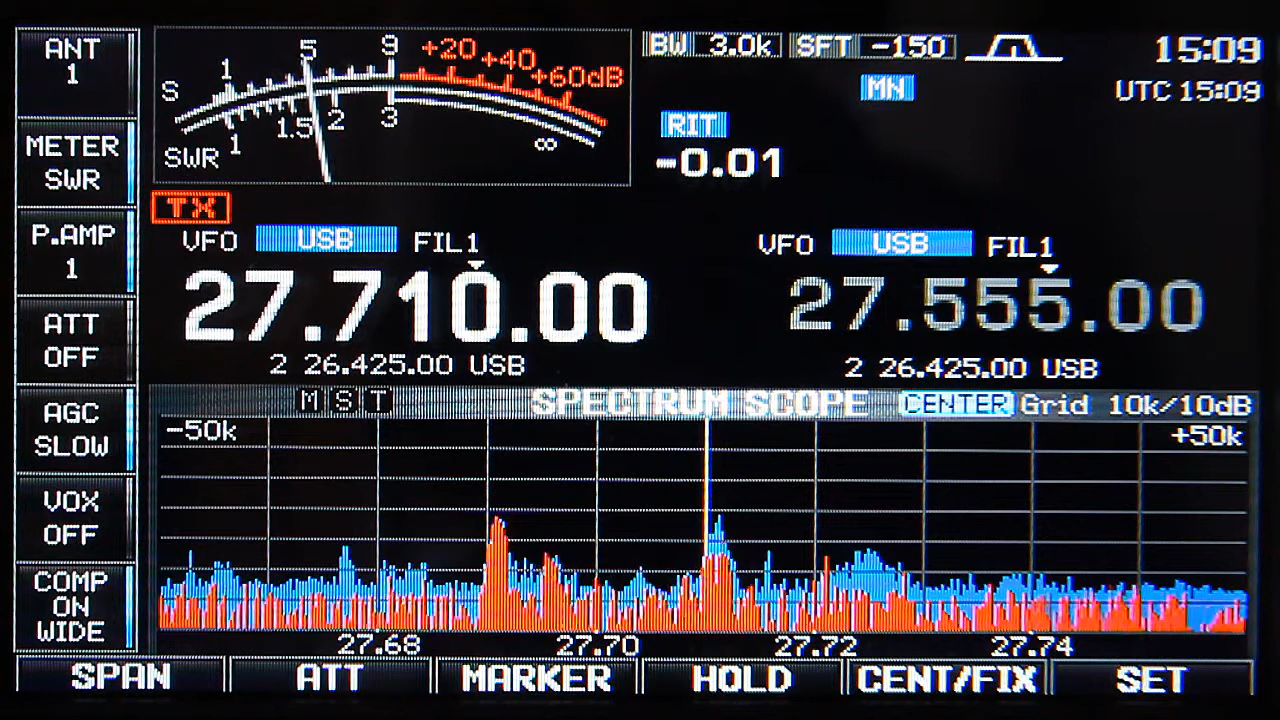 ANT
1
METER
SWR
P.AMP
1
ATT
OFF
AGC
SLOW
VOX
OFF
COMP
ON
WIDE
S 1 5 9 +20 +40 +60dB
SWR 1 1.5 2 3 ∞
BW 3.0k SFT -150
15:09
MN
UTC 15:09
RIT
-0.01
TX
VFO USB FIL1
27.710.00
2 26.425.00 USB
VFO USB FIL1
27.555.00
2 26.425.00 USB
M S T SPECTRUM SCOPE CENTER Grid 10k/10dB
-50k +50k
27.68 27.70 27.72 27.74
SPAN ATT MARKER HOLD CENT/FIX SET